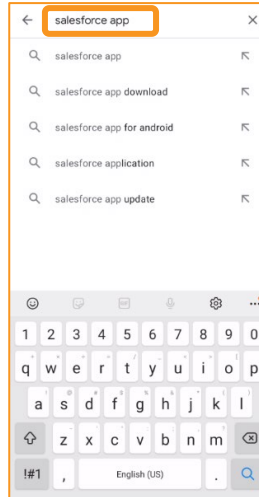 salesforce app
salesforce app
salesforce app download
salesforce app for android
salesforce application
salesforce app update
1 2 3 4 5 6 7 8 9 0
q w e r t y u i o p
a s d f g h j k l
z x c v b n m
!#1 , English (US) .